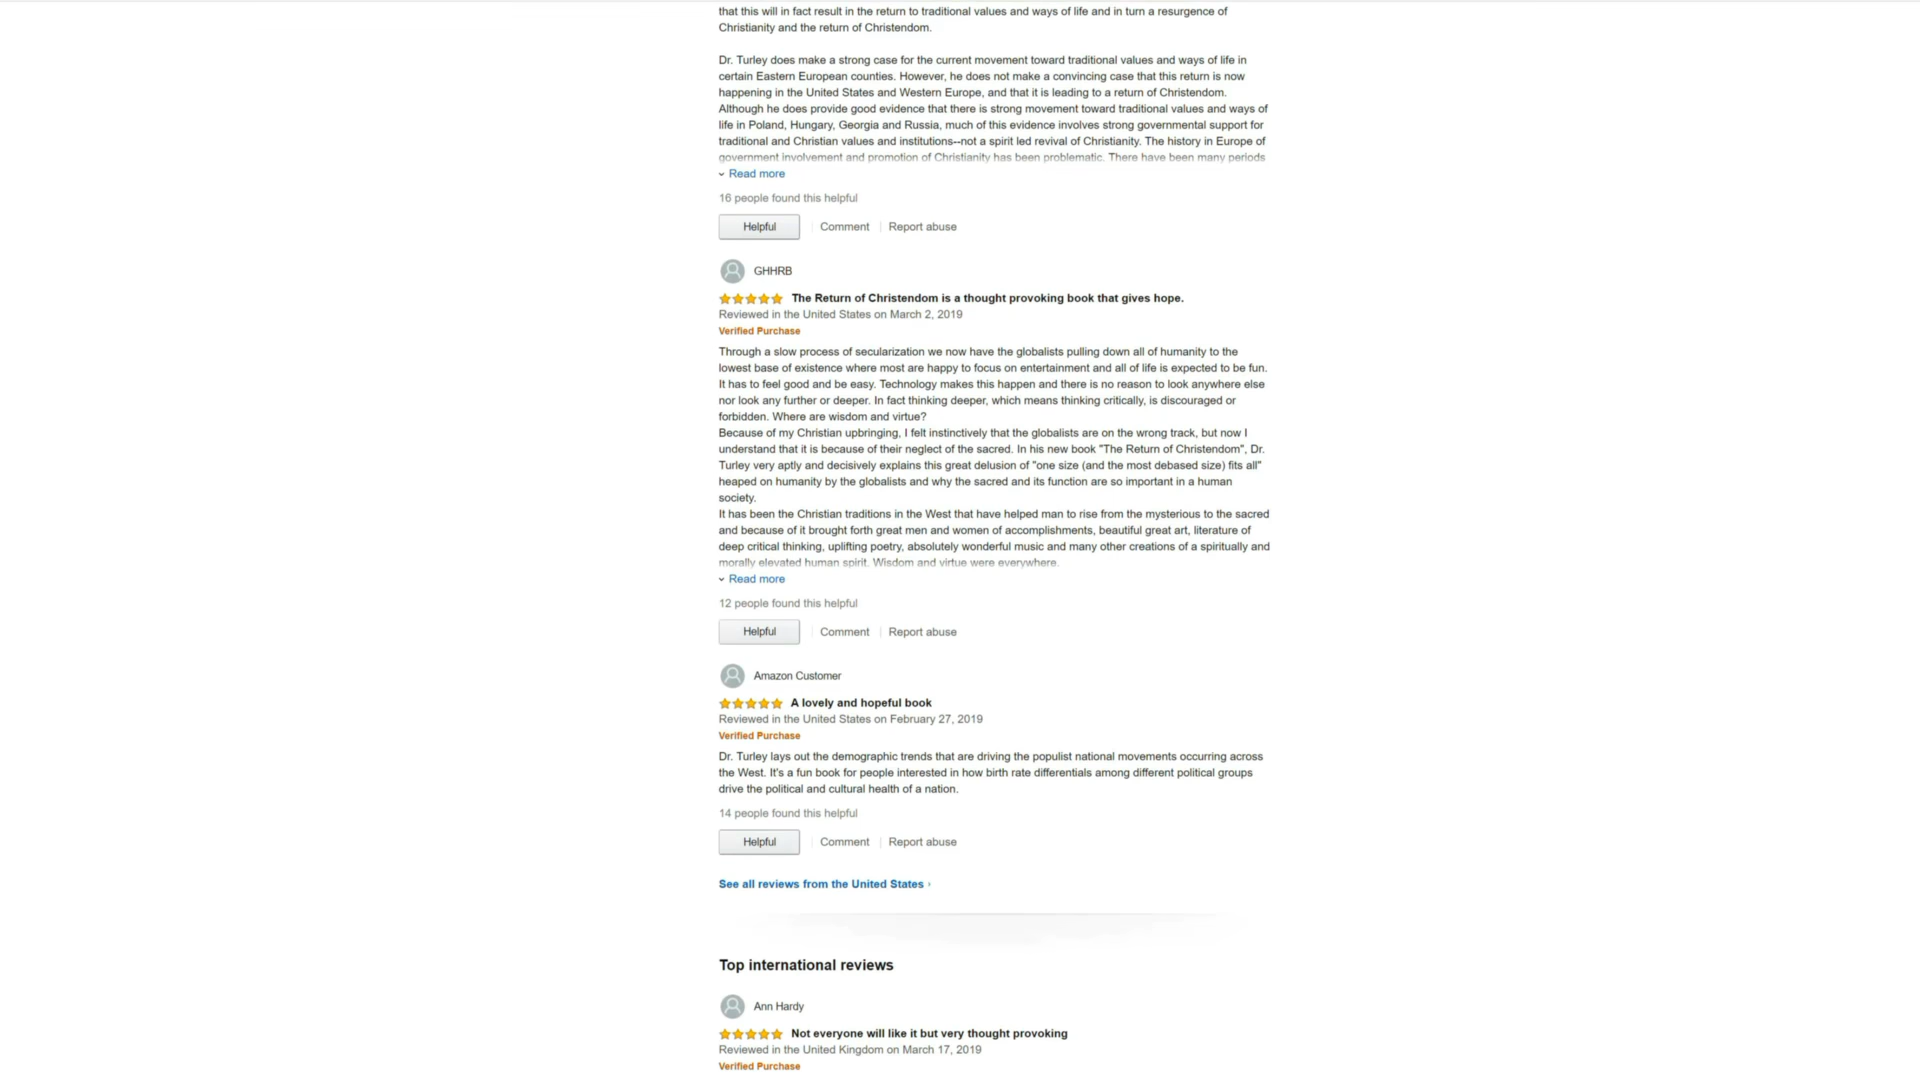 that this will in fact result in the return to traditional values and ways of life and in turn a resurgence of
Christianity and the return of Christendom.
Dr. Turley does make a strong case for the current movement toward traditional values and ways of life in
certain Eastern European counties. However, he does not make a convincing case that this return is now
happening in the United States and Western Europe, and that it is leading to a return of Christendom.
Although he does provide good evidence that there is strong movement toward traditional values and ways of
life in Poland, Hungary, Georgia and Russia, much of this evidence involves strong governmental support for
traditional and Christian values and institutions--not a spirit led revival of Christianity. The history in Europe of
government involvement and promotion of Christianity has been problematic. There have been many periods
Read more
16 people found this helpful
Helpful Comment Report abuse
GHHRB
The Return of Christendom is a thought provoking book that gives hope.
Reviewed in the United States on March 2, 2019
Verified Purchase
Through a slow process of secularization we now have the globalists pulling down all of humanity to the
lowest base of existence where most are happy to focus on entertainment and all of life is expected to be fun.
It has to feel good and be easy. Technology makes this happen and there is no reason to look anywhere else
nor look any further or deeper. In fact thinking deeper, which means thinking critically, is discouraged or
forbidden. Where are wisdom and virtue?
Because of my Christian upbringing, I felt instinctively that the globalists are on the wrong track, but now I
understand that it is because of their neglect of the sacred. In his new book "The Return of Christendom", Dr.
Turley very aptly and decisively explains this great delusion of "one size (and the most debased size) fits all"
heaped on humanity by the globalists and why the sacred and its function are so important in a human
society.
It has been the Christian traditions in the West that have helped man to rise from the mysterious to the sacred
and because of it brought forth great men and women of accomplishments, beautiful great art, literature of
deep critical thinking, uplifting poetry, absolutely wonderful music and many other creations of a spiritually and
morally elevated human spirit. Wisdom and virtue were everywhere.
Read more
12 people found this helpful
Helpful Comment Report abuse
Amazon Customer
A lovely and hopeful book
Reviewed in the United States on February 27, 2019
Verified Purchase
Dr. Turley lays out the demographic trends that are driving the populist national movements occurring across
the West. It's a fun book for people interested in how birth rate differentials among different political groups
drive the political and cultural health of a nation.
14 people found this helpful
Helpful Comment Report abuse
See all reviews from the United States ›
Top international reviews
Ann Hardy
Not everyone will like it but very thought provoking
Reviewed in the United Kingdom on March 17, 2019
Verified Purchase